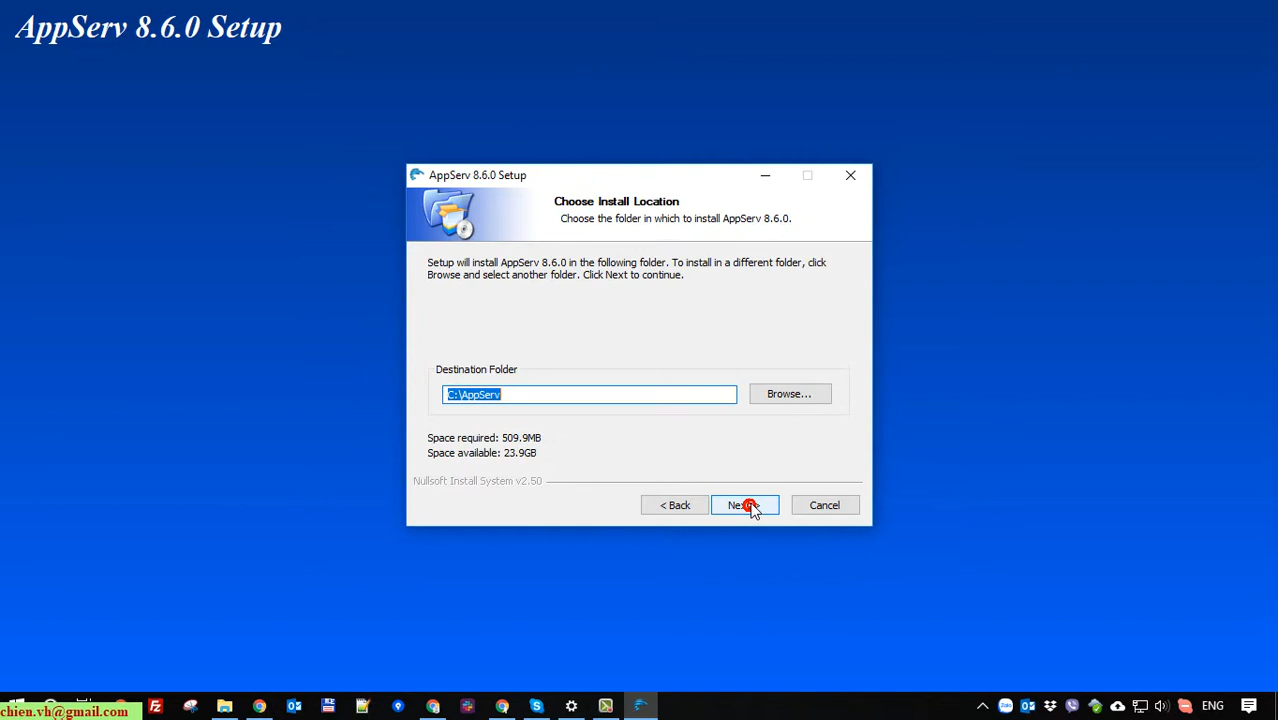 AppServ 8.6.0 Setup
AppServ 8.6.0 Setup
Choose Install Location
Choose the folder in which to install AppServ 8.6.0.
Setup will install AppServ 8.6.0 in the following folder. To install in a different folder, click
Browse and select another folder. Click Next to continue.
Destination Folder
C:\AppServ
Browse...
Space required: 509.9MB
Space available: 23.9GB
Nullsoft Install System v2.50
< Back
Cancel
ENG
chien.vh@gmail.com